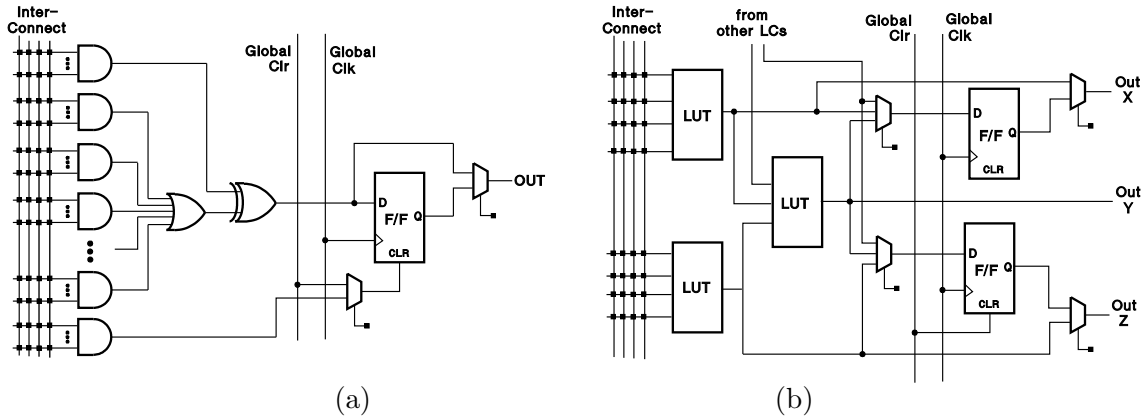 Inter-
Connect
Global
Clr
Global
Clk
D
F/F
Q
CLR
OUT
(a)
Inter-
Connect
from
other LCs
Global
Clr
Global
Clk
LUT
LUT
LUT
D
F/F
Q
CLR
Out
X
Out
Y
D
F/F
Q
CLR
Out
Z
(b)